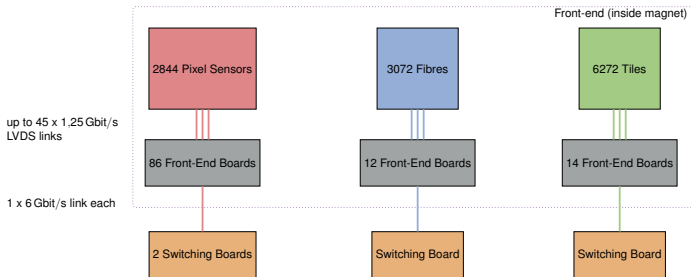 Front-end (inside magnet)
2844 Pixel Sensors
3072 Fibres
6272 Tiles
up to 45 x 1,25 Gbit/s
LVDS links
86 Front-End Boards
12 Front-End Boards
14 Front-End Boards
1 x 6 Gbit/s link each
2 Switching Boards
Switching Board
Switching Board